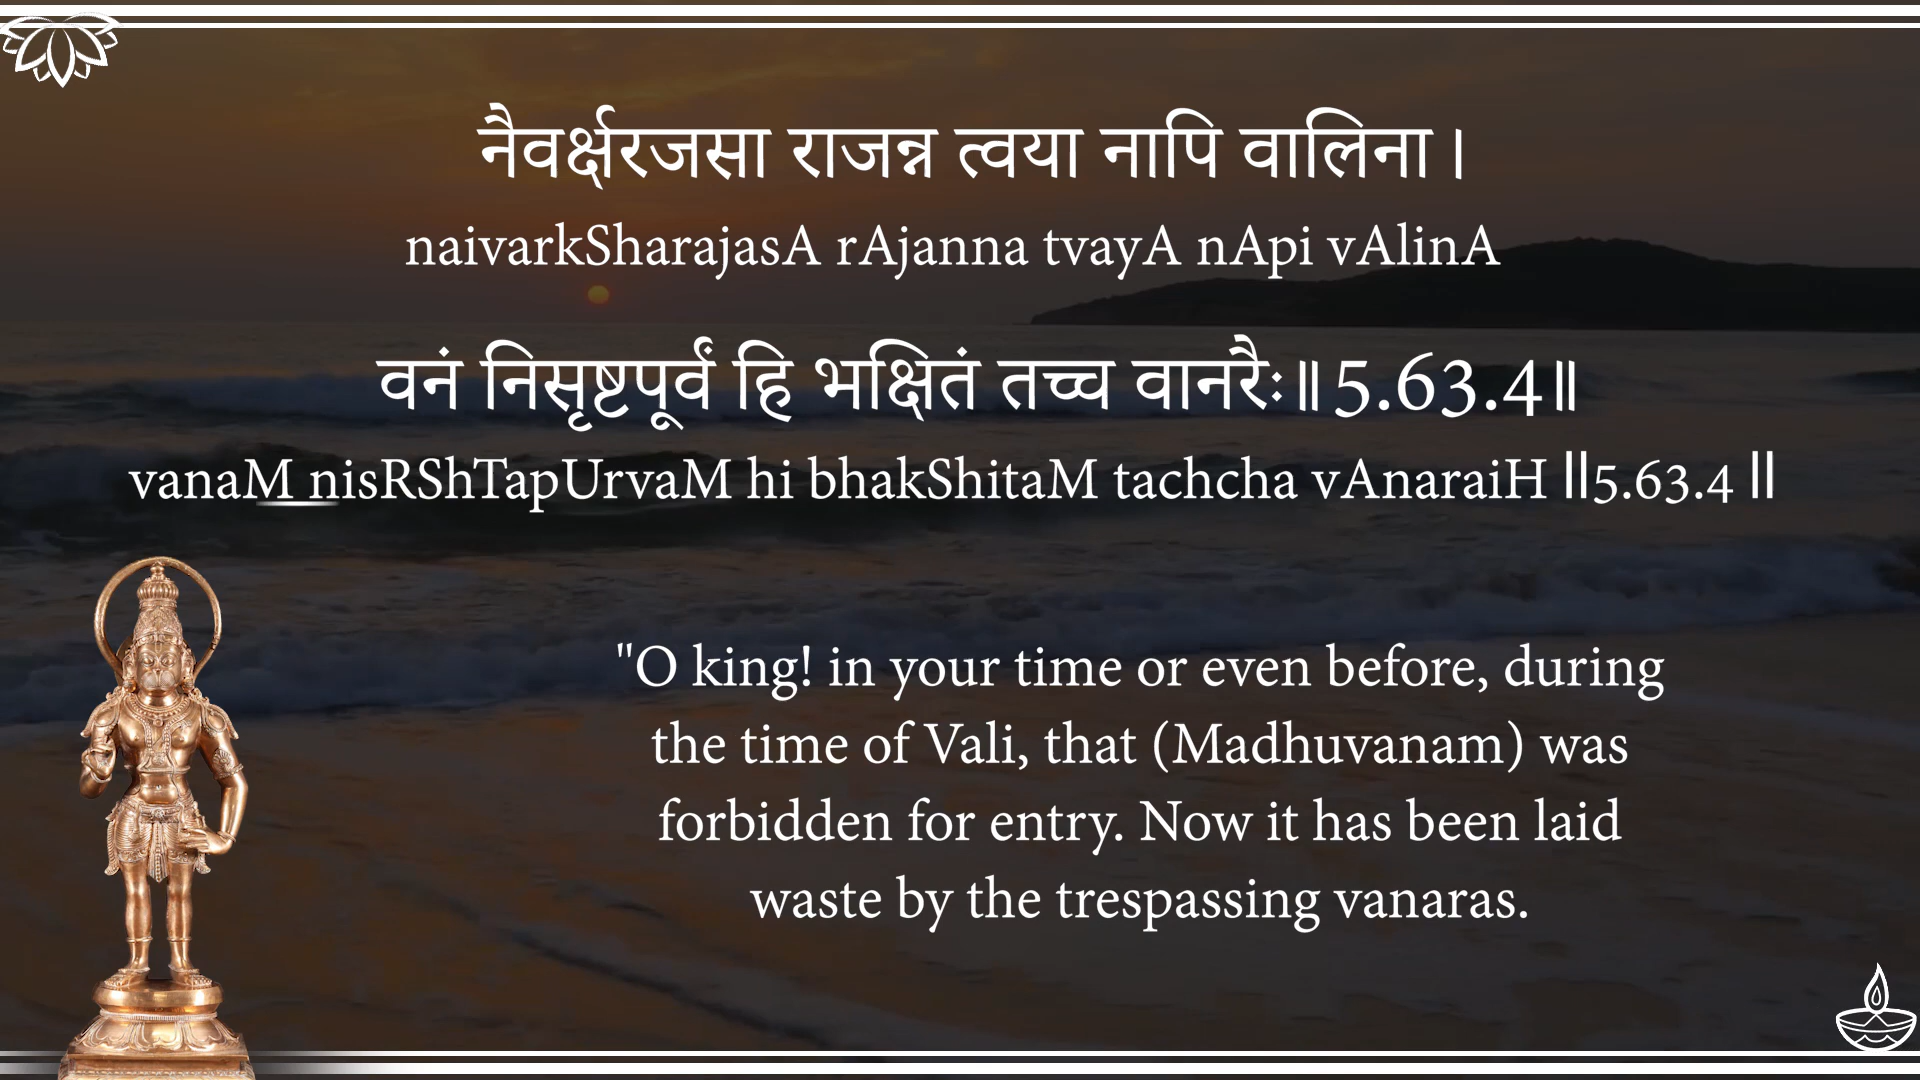 नैवर्क्षरजसा राजन्न त्वया नापि वालिना।
naivarkSharajasA rAjanna tvayA nApi vAlinA
वनं निसृष्टपूर्वं हि भक्षितं तच्च वानरैः॥5.63.4॥
vanaM nisRShTapUrvaM hi bhakShitaM tachcha vAnaraiH ||5.63.4 ||
"O king! in your time or even before, during
the time of Vali, that (Madhuvanam) was
forbidden for entry. Now it has been laid
waste by the trespassing vanaras.